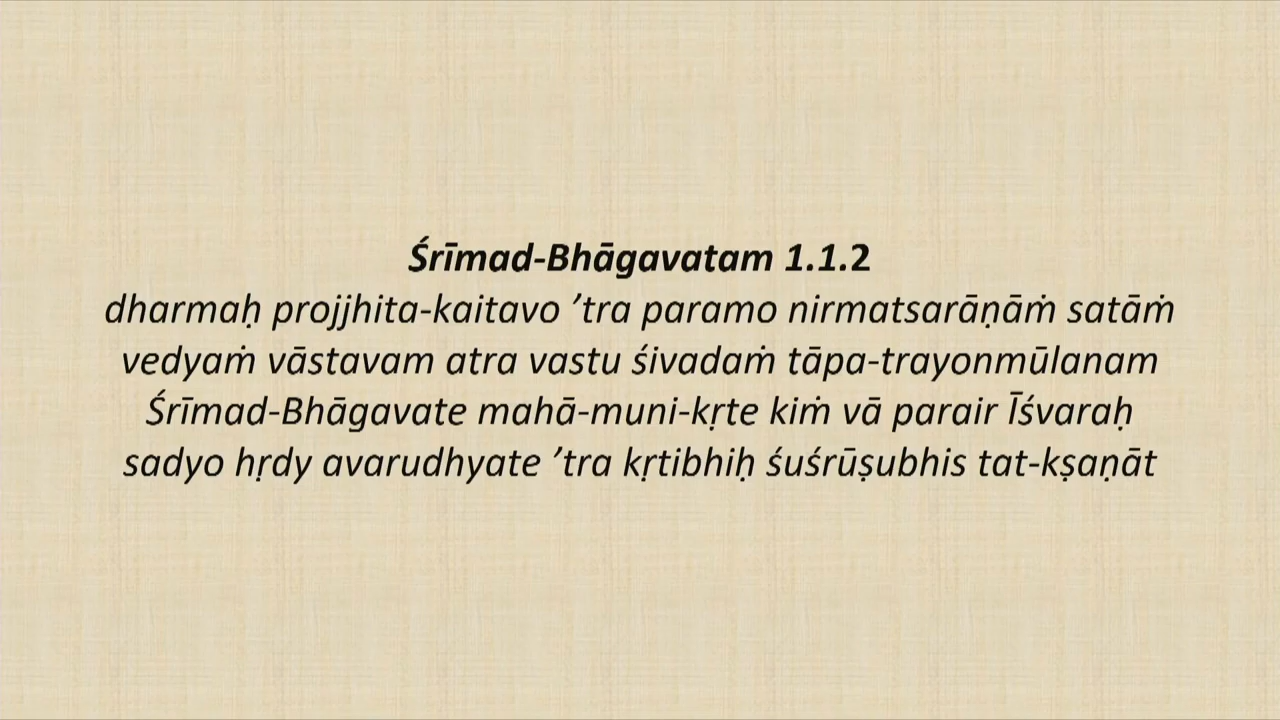 Śrīmad-Bhāgavatam 1.1.2
dharmaḥ projjhita-kaitavo ’tra paramo nirmatsarāṇāṁ satāṁ
vedyaṁ vāstavam atra vastu śivadaṁ tāpa-trayonmūlanam
Śrīmad-Bhāgavate mahā-muni-kṛte kiṁ vā parair Īśvaraḥ
sadyo hṛdy avarudhyate ’tra kṛtibhiḥ śuśrūṣubhis tat-kṣaṇāt